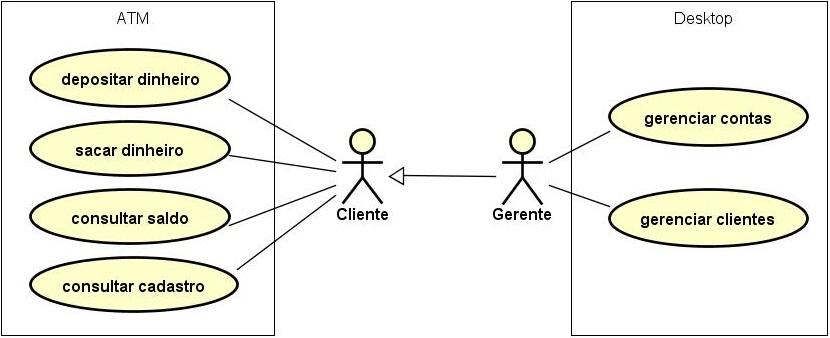 ATM
depositar dinheiro
sacar dinheiro
consultar saldo
consultar cadastro
Cliente
Gerente
Desktop
gerenciar contas
gerenciar clientes